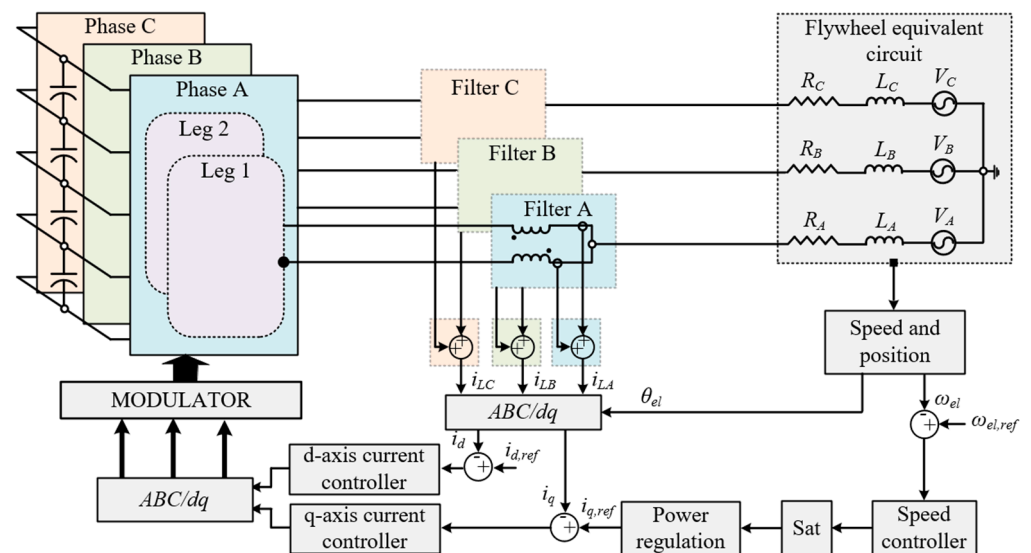 Phase C
Phase B
Phase A
Leg 2
Leg 1
Filter C
Filter B
Filter A
Flywheel equivalent
circuit
R_C L_C V_C
R_B L_B V_B
R_A L_A V_A
Speed and
position
MODULATOR
+ + + + + +
i_LC i_LB i_LA
ABC/dq
θ_el
ω_el
ω_el,ref
- +
i_d
i_d,ref
- +
d-axis current
controller
ABC/dq
q-axis current
controller
i_q
i_q,ref
- +
Power
regulation
Sat
Speed
controller